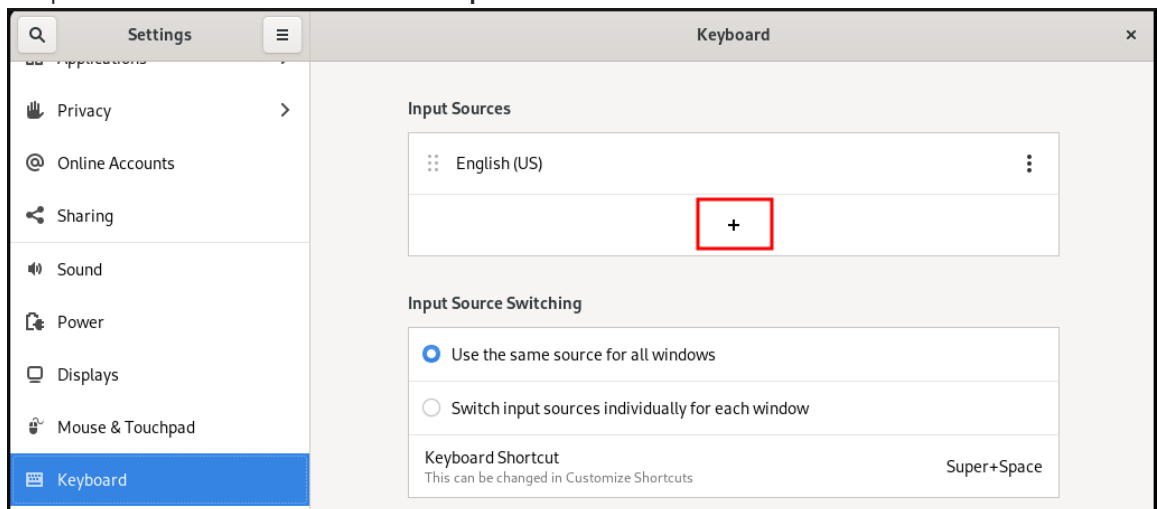 Settings
Keyboard
Applications
Privacy
Online Accounts
Sharing
Sound
Power
Displays
Mouse & Touchpad
Keyboard
Input Sources
English (US)
+
Input Source Switching
Use the same source for all windows
Switch input sources individually for each window
Keyboard Shortcut
This can be changed in Customize Shortcuts
Super+Space